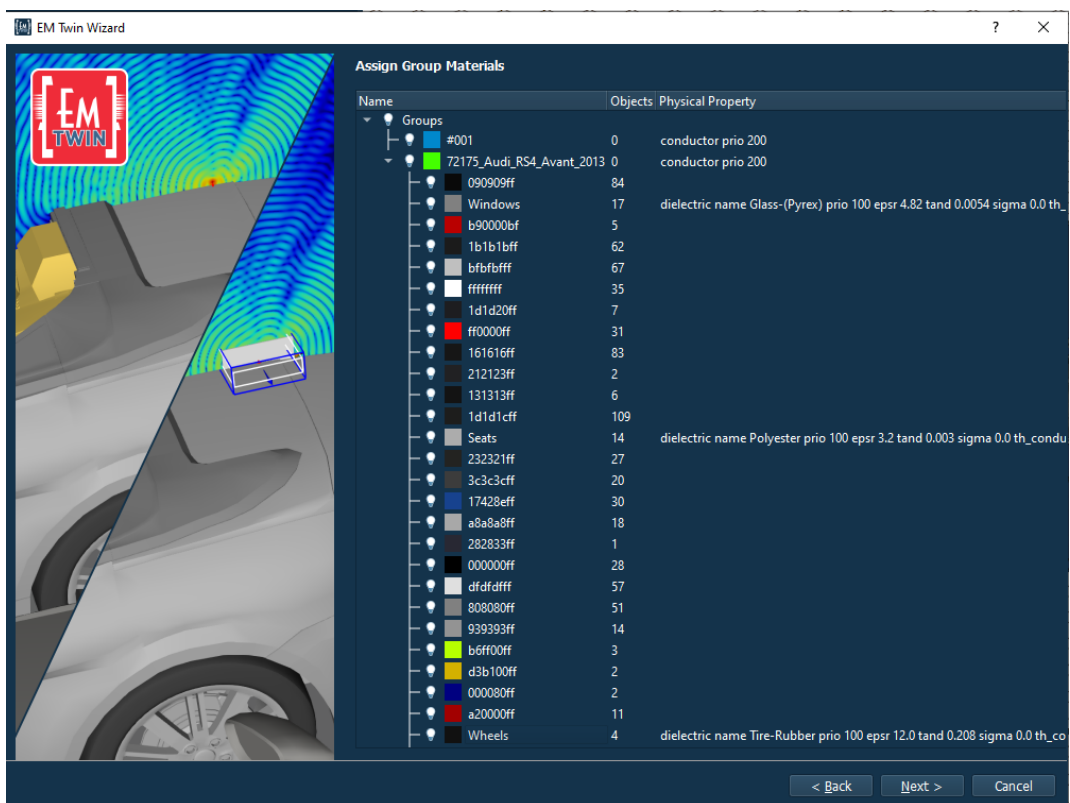 EM Twin Wizard
? ×
EM
TWIN
Assign Group Materials
Name Objects Physical Property
Groups
#001 0 conductor prio 200
72175_Audi_RS4_Avant_2013 0 conductor prio 200
090909ff 84
Windows 17 dielectric name Glass-(Pyrex) prio 100 epsr 4.82 tand 0.0054 sigma 0.0 th_
b90000bf 5
1b1b1bff 62
bfbfbfff 67
ffffffff 35
1d1d20ff 7
ff0000ff 31
161616ff 83
212123ff 2
131313ff 6
1d1d1cff 109
Seats 14 dielectric name Polyester prio 100 epsr 3.2 tand 0.003 sigma 0.0 th_condu
232321ff 27
3c3c3cff 20
17428eff 30
a8a8a8ff 18
282833ff 1
000000ff 28
dfdfdfff 57
808080ff 51
939393ff 14
b6ff00ff 3
d3b100ff 2
000080ff 2
a20000ff 11
Wheels 4 dielectric name Tire-Rubber prio 100 epsr 12.0 tand 0.208 sigma 0.0 th_co
< Back Next > Cancel